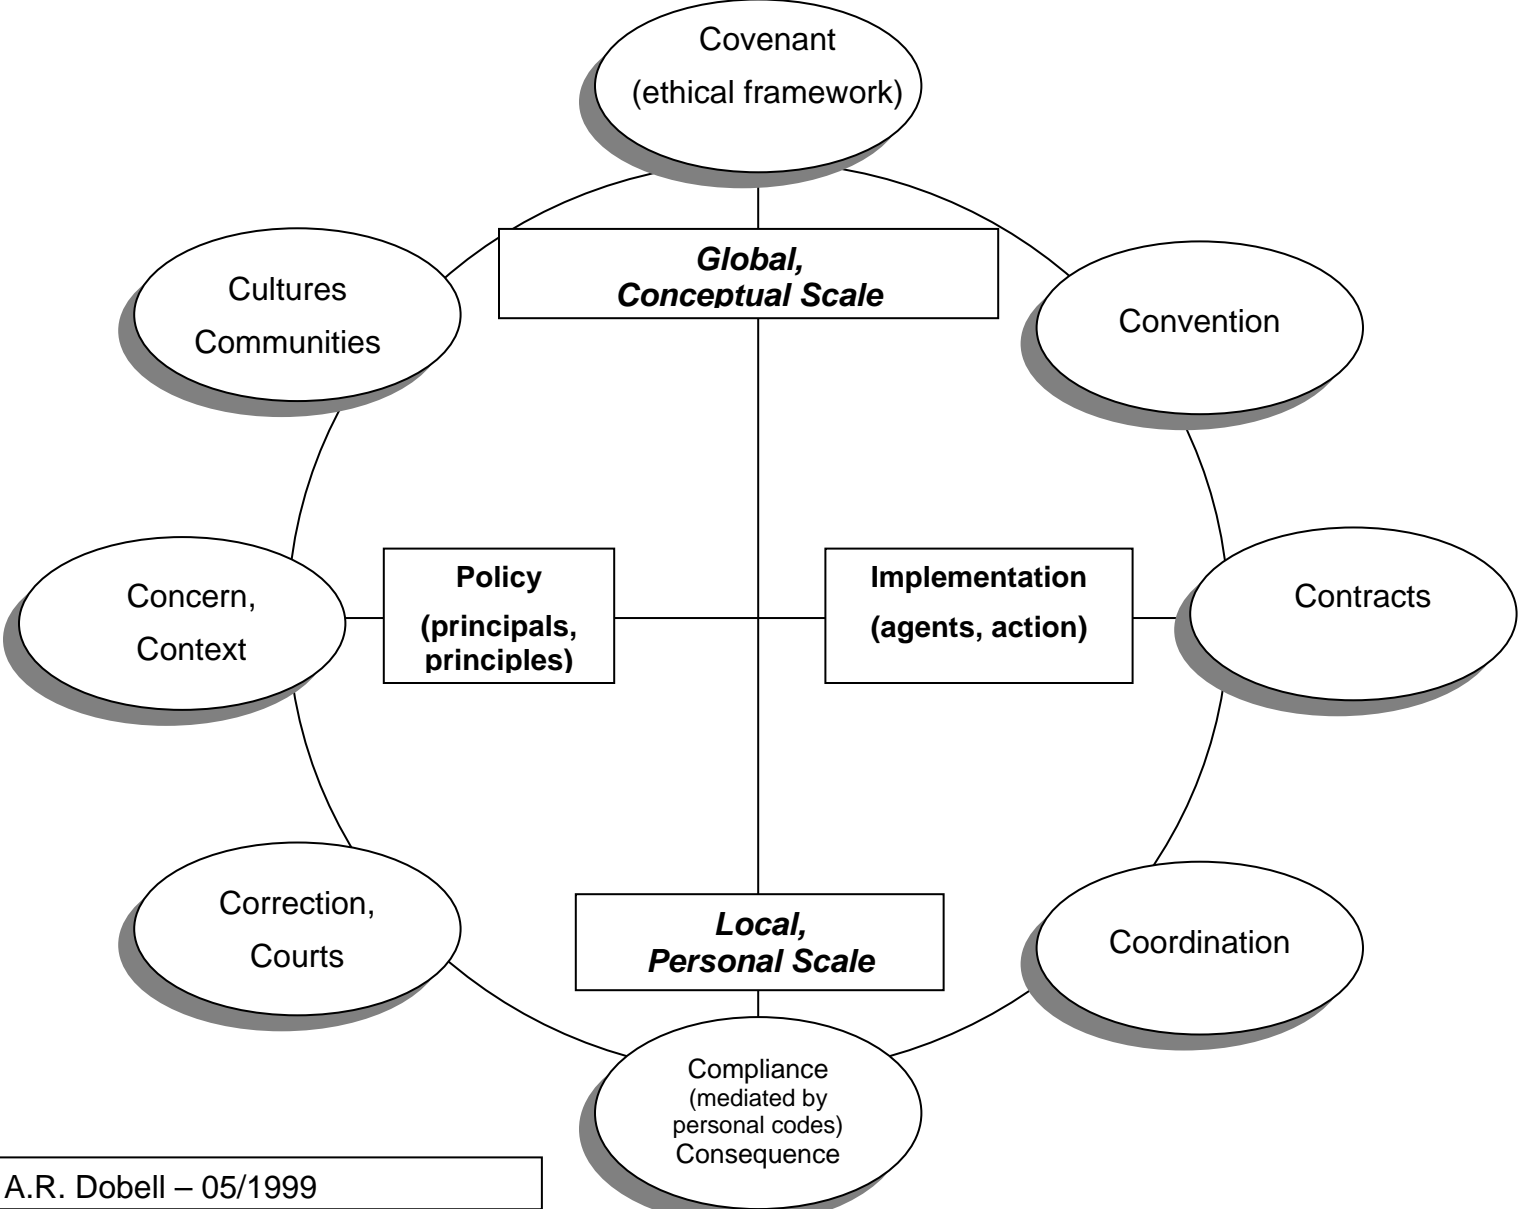 Covenant
(ethical framework)
Global,
Conceptual Scale
Cultures
Communities
Convention
Policy
(principals,
principles)
Implementation
(agents, action)
Concern,
Context
Contracts
Correction,
Courts
Local,
Personal Scale
Coordination
Compliance
(mediated by
personal codes)
Consequence
A.R. Dobell – 05/1999